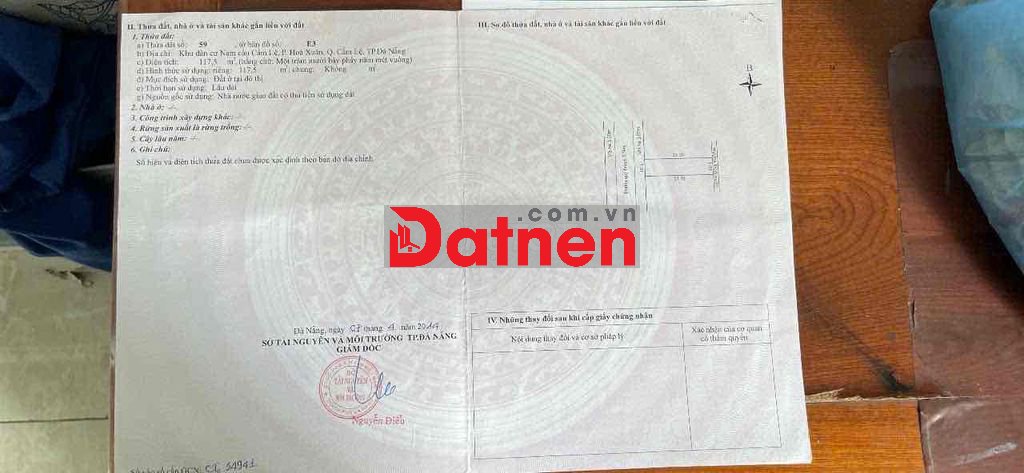 II. Thửa đất, nhà ở và tài sản khác gắn liền với đất
1. Thửa đất:
a) Thửa đất số: 59 , tờ bản đồ số: E3
b) Địa chỉ: Khu dân cư Nam cầu Cẩm Lệ, P. Hoà Xuân, Q. Cẩm Lệ, TP.Đà Nẵng
c) Diện tích: 117,5 m², (bằng chữ: Một trăm mười bảy phẩy năm mét vuông)
d) Hình thức sử dụng: riêng: 117,5 m²; chung: Không m²
đ) Mục đích sử dụng: Đất ở tại đô thị
e) Thời hạn sử dụng: Lâu dài
g) Nguồn gốc sử dụng: Nhà nước giao đất có thu tiền sử dụng đất
2. Nhà ở: -/-
3. Công trình xây dựng khác: -/-
4. Rừng sản xuất là rừng trồng: -/-
5. Cây lâu năm: -/-
6. Ghi chú:
Số hiệu và diện tích thửa đất chưa được xác định theo bản đồ địa chính.
Đà Nẵng, ngày tháng năm
SỞ TÀI NGUYÊN VÀ MÔI TRƯỜNG TP.ĐÀ NẴNG
GIÁM ĐỐC
SỞ
TÀI NGUYÊN
VÀ
MÔI TRƯỜNG
Nguyễn Điểu
III. Sơ đồ thửa đất, nhà ở và tài sản khác gắn liền với đất
B
.com.vn
Datnen
IV. Những thay đổi sau khi cấp giấy chứng nhận
Nội dung thay đổi và cơ sở pháp lý
Xác nhận của cơ quan
có thẩm quyền